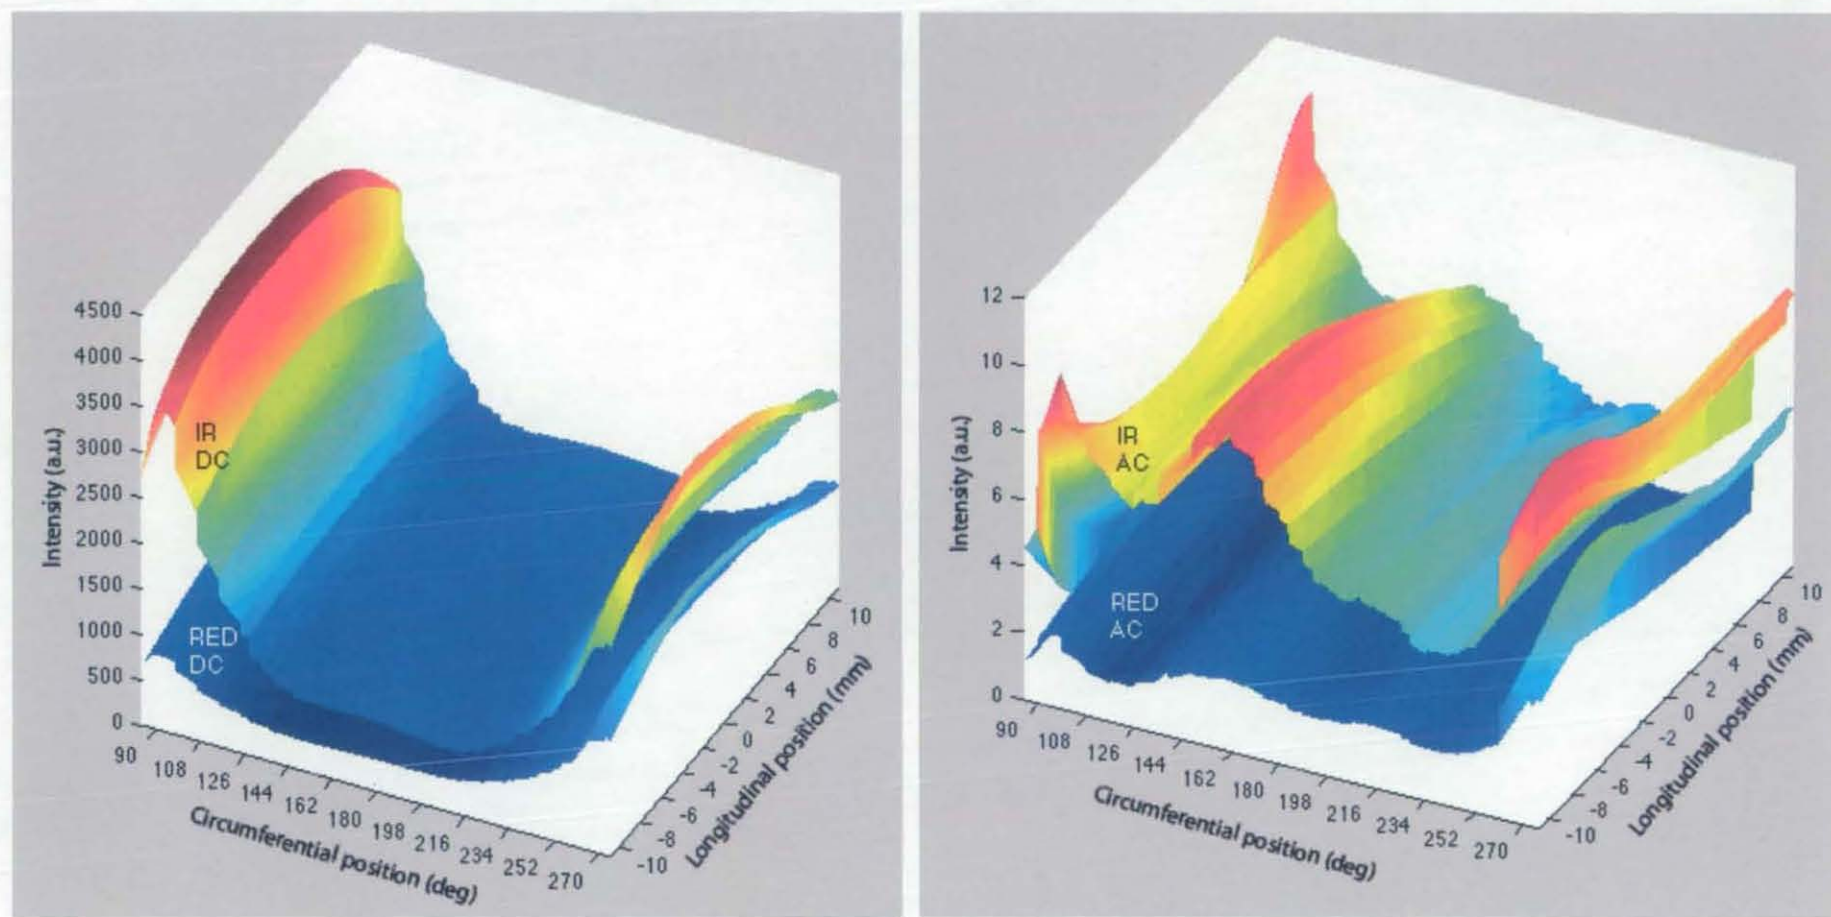 4500
4000
3500
3000
2500
2000
1500
1000
500
0
Intensity (a.u.)
IR
DC
RED
DC
90 108 126 144 162 180 198 216 234 252 270
Circumferential position (deg)
-10 -8 -6 -4 -2 0 2 4 6 8 10
Longitudinal position (mm)
12
10
8
6
4
2
0
Intensity (a.u.)
IR
AC
RED
AC
90 108 126 144 162 180 198 216 234 252 270
Circumferential position (deg)
-10 -8 -6 -4 -2 0 2 4 6 8 10
Longitudinal position (mm)